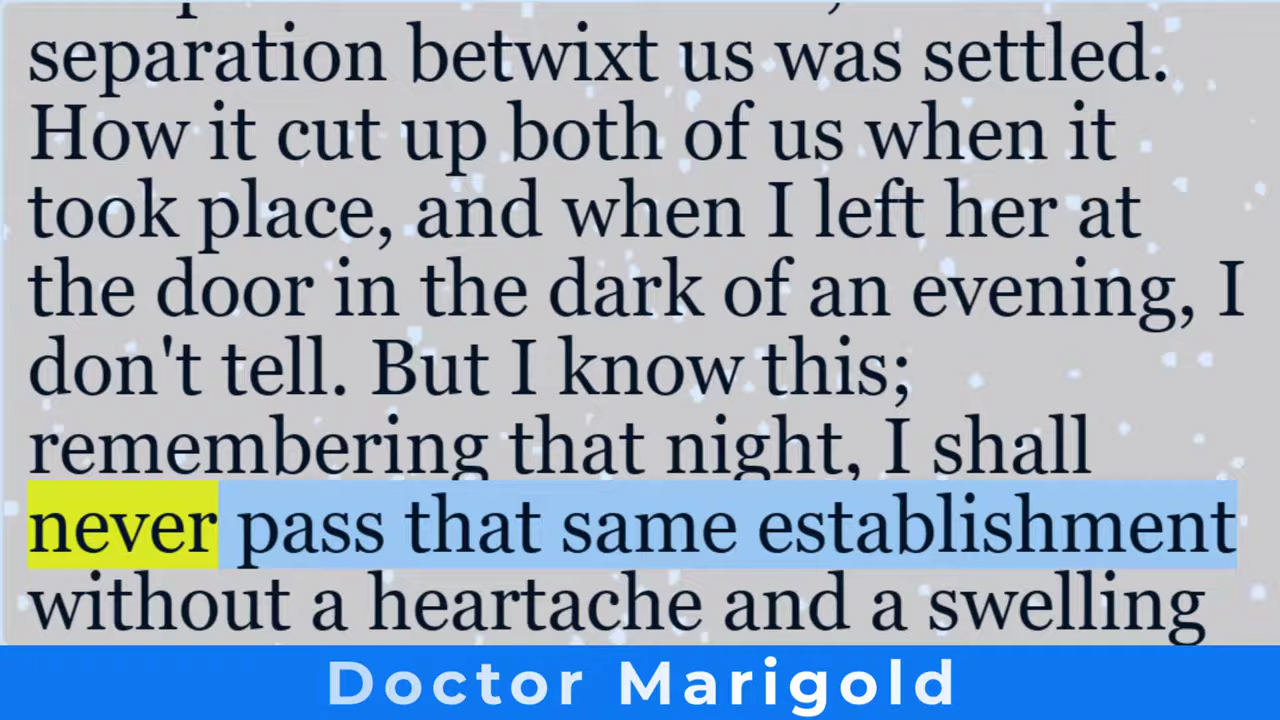 separation betwixt us was settled.
How it cut up both of us when it
took place, and when I left her at
the door in the dark of an evening, I
don't tell. But I know this;
remembering that night, I shall
never pass that same establishment
without a heartache and a swelling
Doctor Marigold